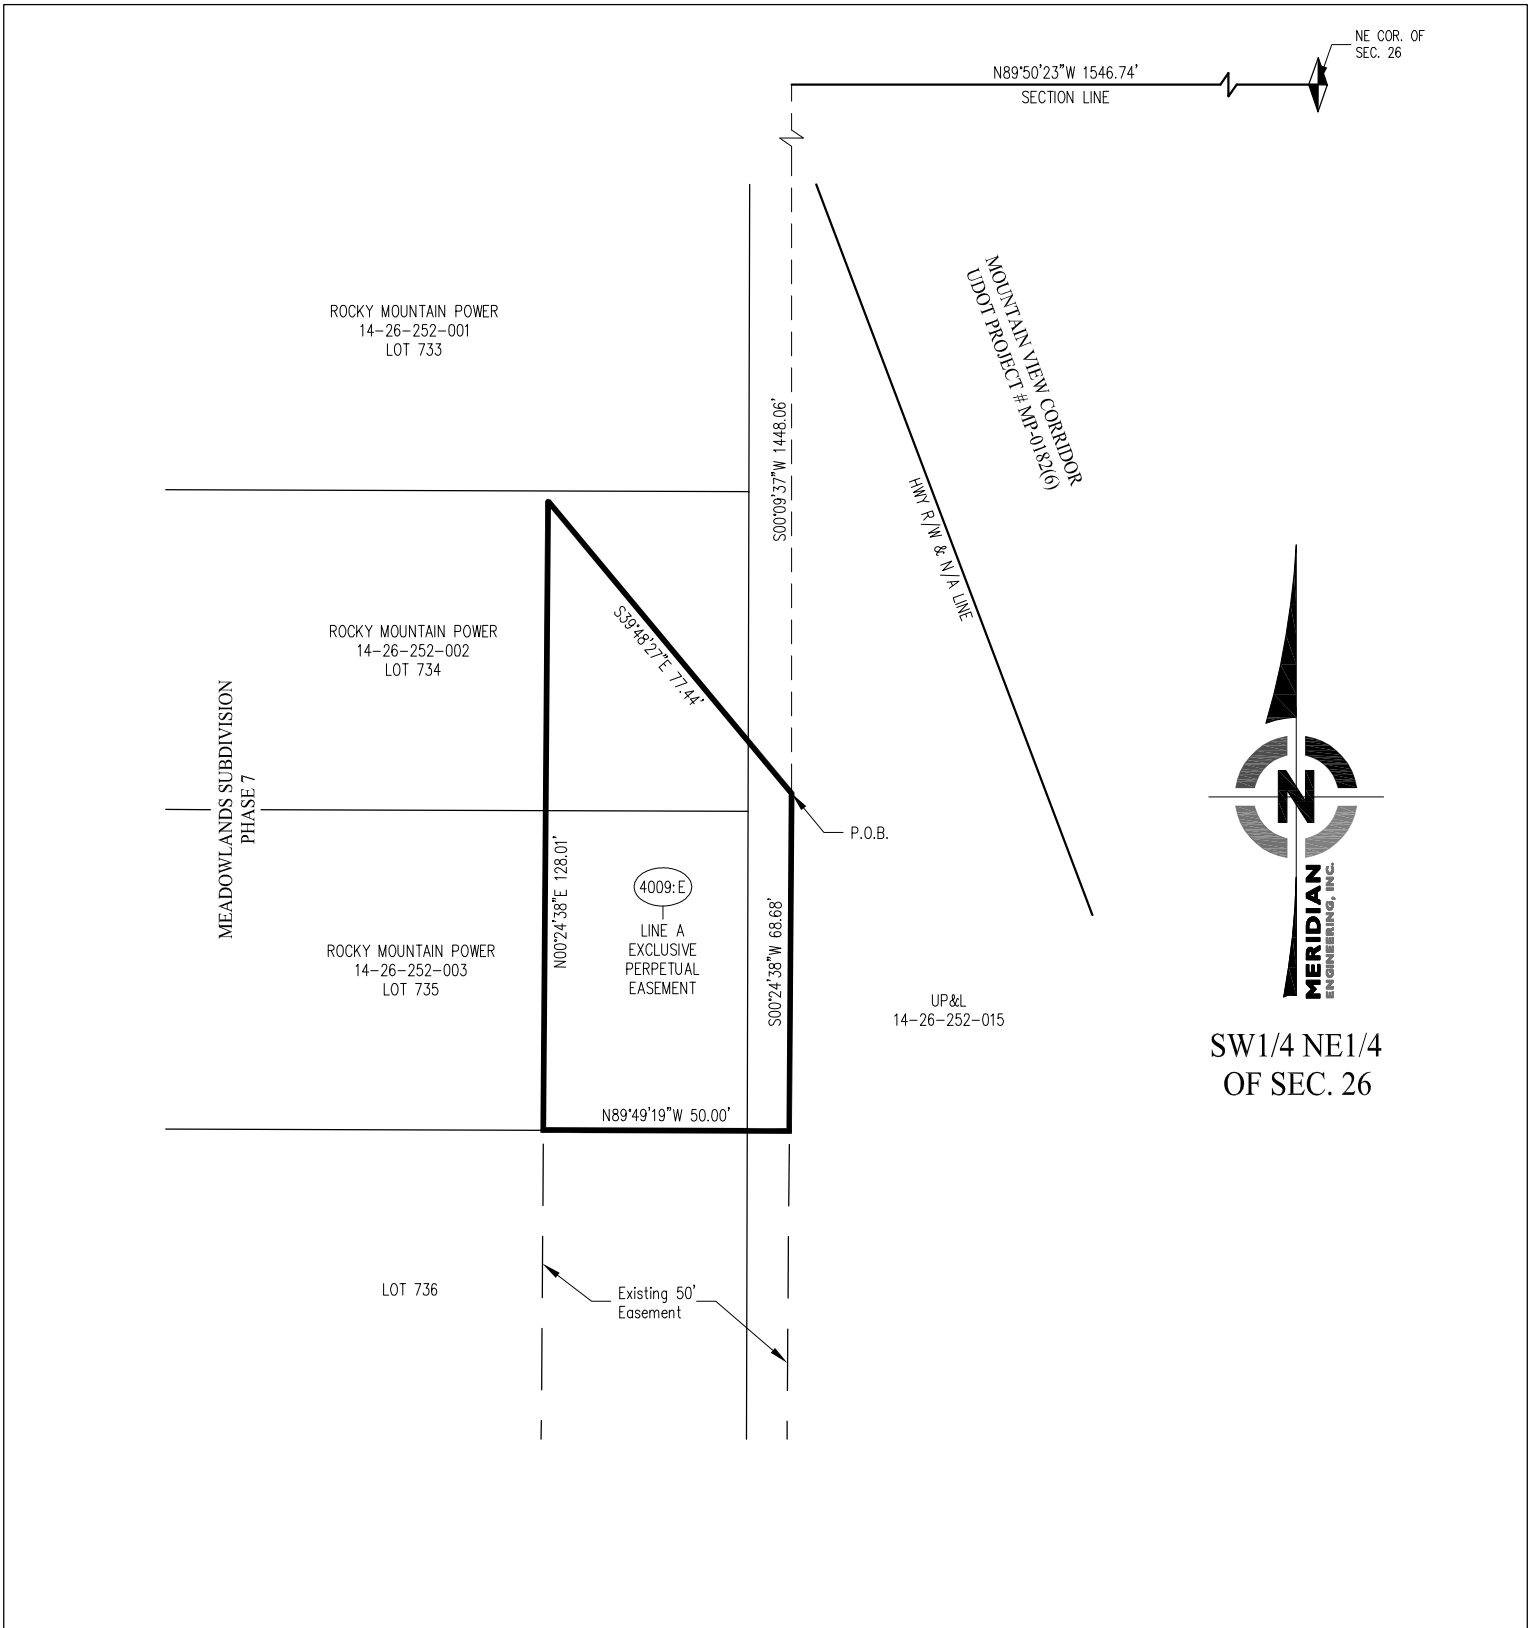 NE COR. OF
SEC. 26
N89°50'23"W 1546.74'
SECTION LINE
MOUNTAIN VIEW CORRIDOR
UDOT PROJECT # MP-0182(6)
ROCKY MOUNTAIN POWER
14-26-252-001
LOT 733
S00°09'37"W 1448.06'
HWY R/W & N/A LINE
S39°48'27"E 77.44'
ROCKY MOUNTAIN POWER
14-26-252-002
LOT 734
MEADOWLANDS SUBDIVISION
PHASE 7
P.O.B.
N00°24'38"E 128.01'
4009:E
LINE A
EXCLUSIVE
PERPETUAL
EASEMENT
S00°24'38"W 68.68'
ROCKY MOUNTAIN POWER
14-26-252-003
LOT 735
UP&L
14-26-252-015
N
MERIDIAN
ENGINEERING, INC.
SW1/4 NE1/4
OF SEC. 26
N89°49'19"W 50.00'
LOT 736
Existing 50'
Easement